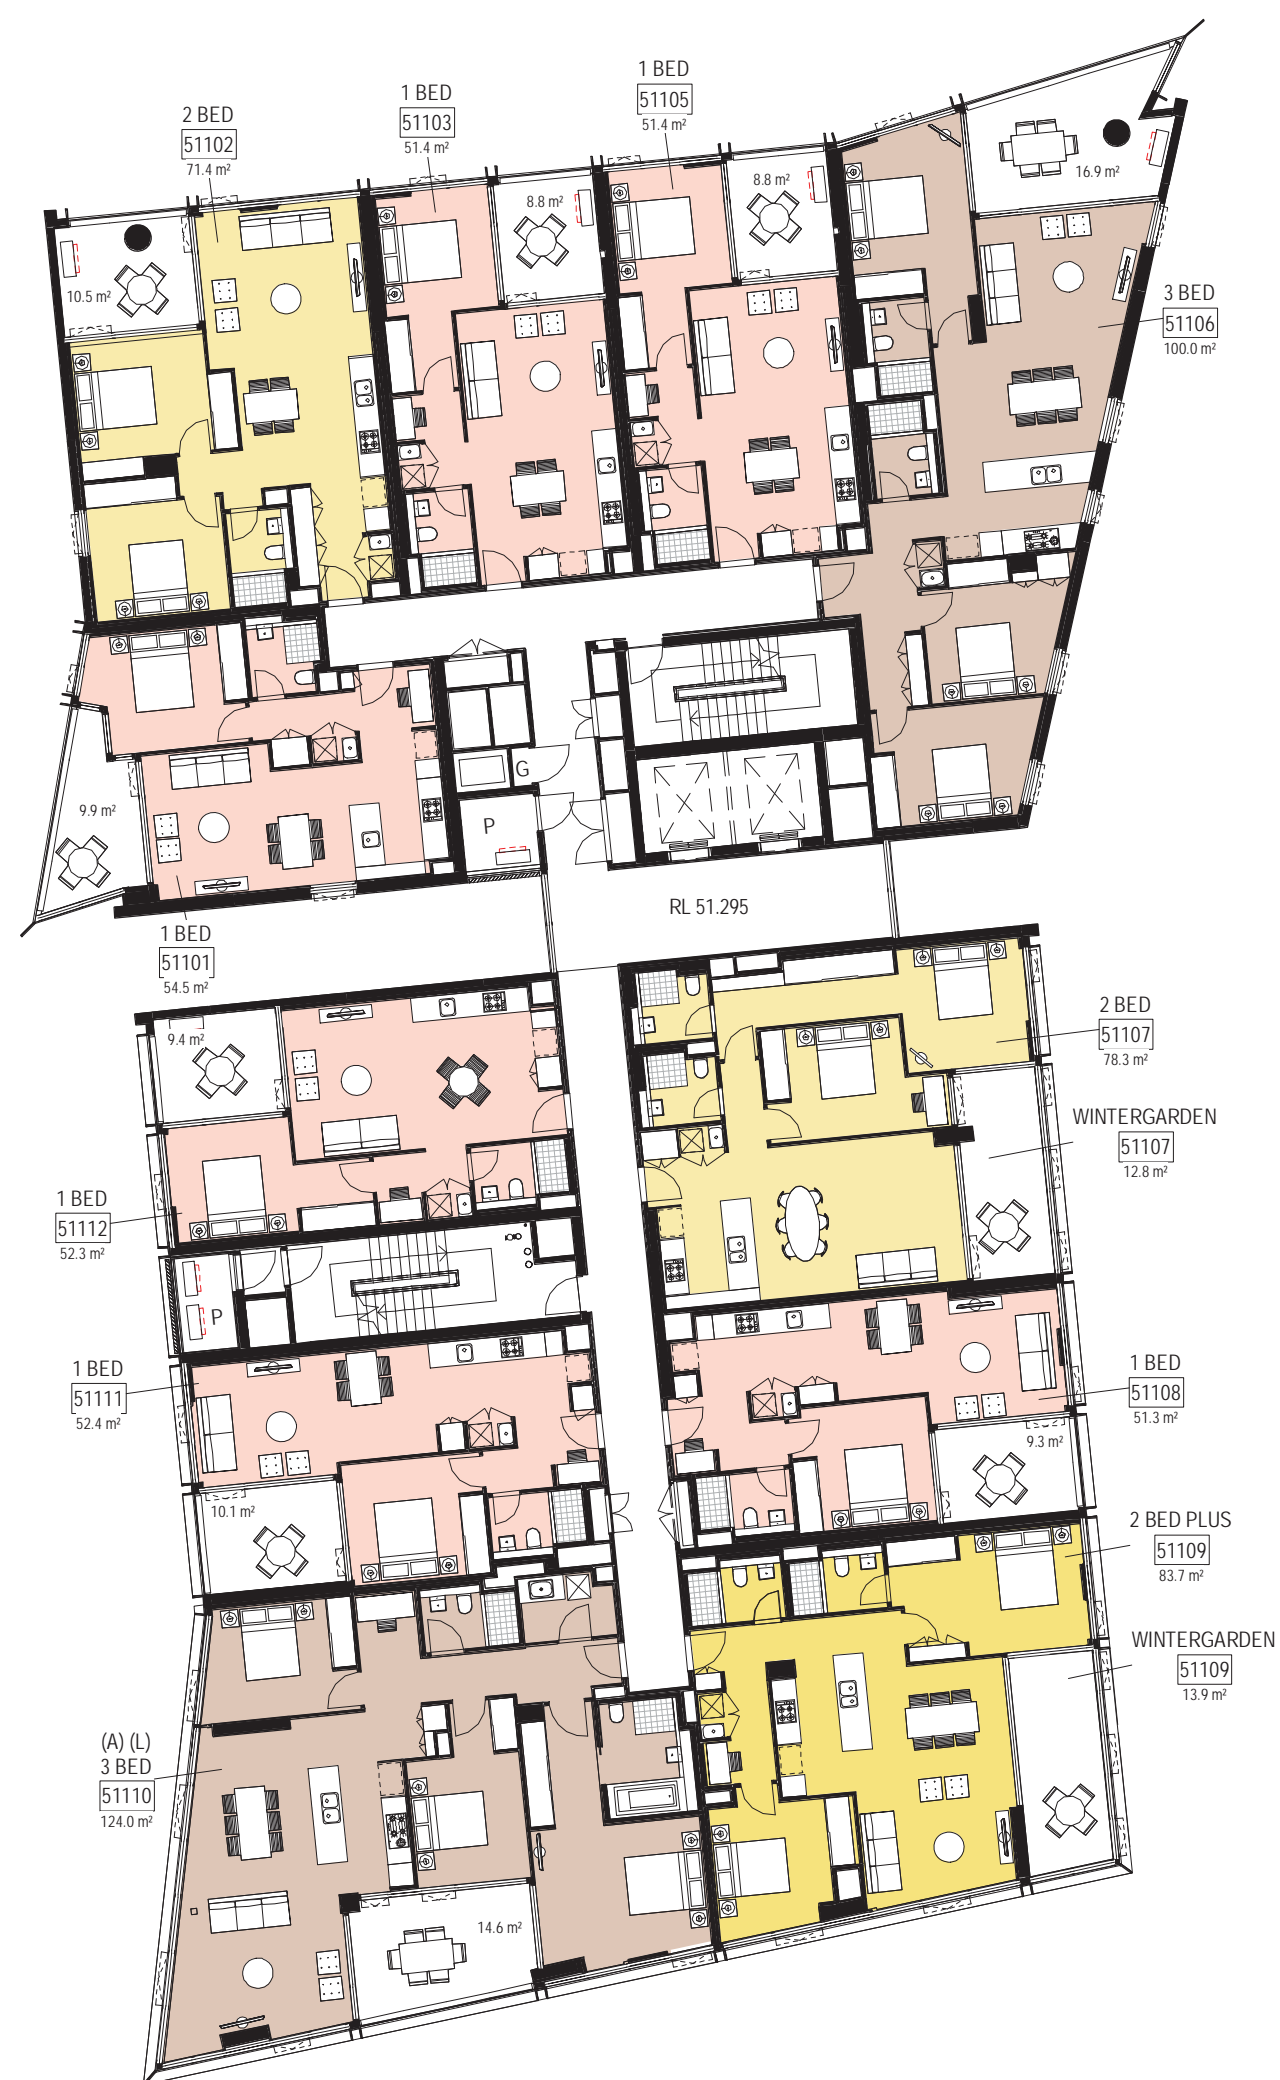 1 BED
51105
51.4 m²
1 BED
51103
51.4 m²
2 BED
51102
71.4 m²
16.9 m²
8.8 m²
8.8 m²
10.5 m²
3 BED
51106
100.0 m²
G
P
9.9 m²
RL 51.295
1 BED
51101
54.5 m²
2 BED
51107
78.3 m²
9.4 m²
WINTERGARDEN
51107
12.8 m²
1 BED
51112
52.3 m²
P
1 BED
51111
52.4 m²
1 BED
51108
51.3 m²
9.3 m²
10.1 m²
2 BED PLUS
51109
83.7 m²
WINTERGARDEN
51109
13.9 m²
(A) (L)
3 BED
51110
124.0 m²
14.6 m²